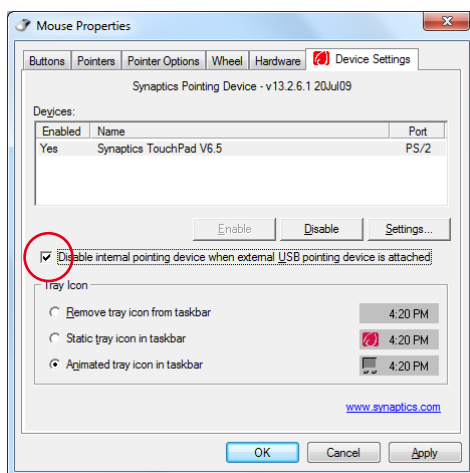 Mouse Properties
Buttons Pointers Pointer Options Wheel Hardware Device Settings
Synaptics Pointing Device - v13.2.6.1 20Jul09
Devices:
Enabled Name Port
Yes Synaptics TouchPad V6.5 PS/2
Enable Disable Settings...
Disable internal pointing device when external USB pointing device is attached
Tray Icon
Remove tray icon from taskbar 4:20 PM
Static tray icon in taskbar 4:20 PM
Animated tray icon in taskbar 4:20 PM
www.synaptics.com
OK Cancel Apply